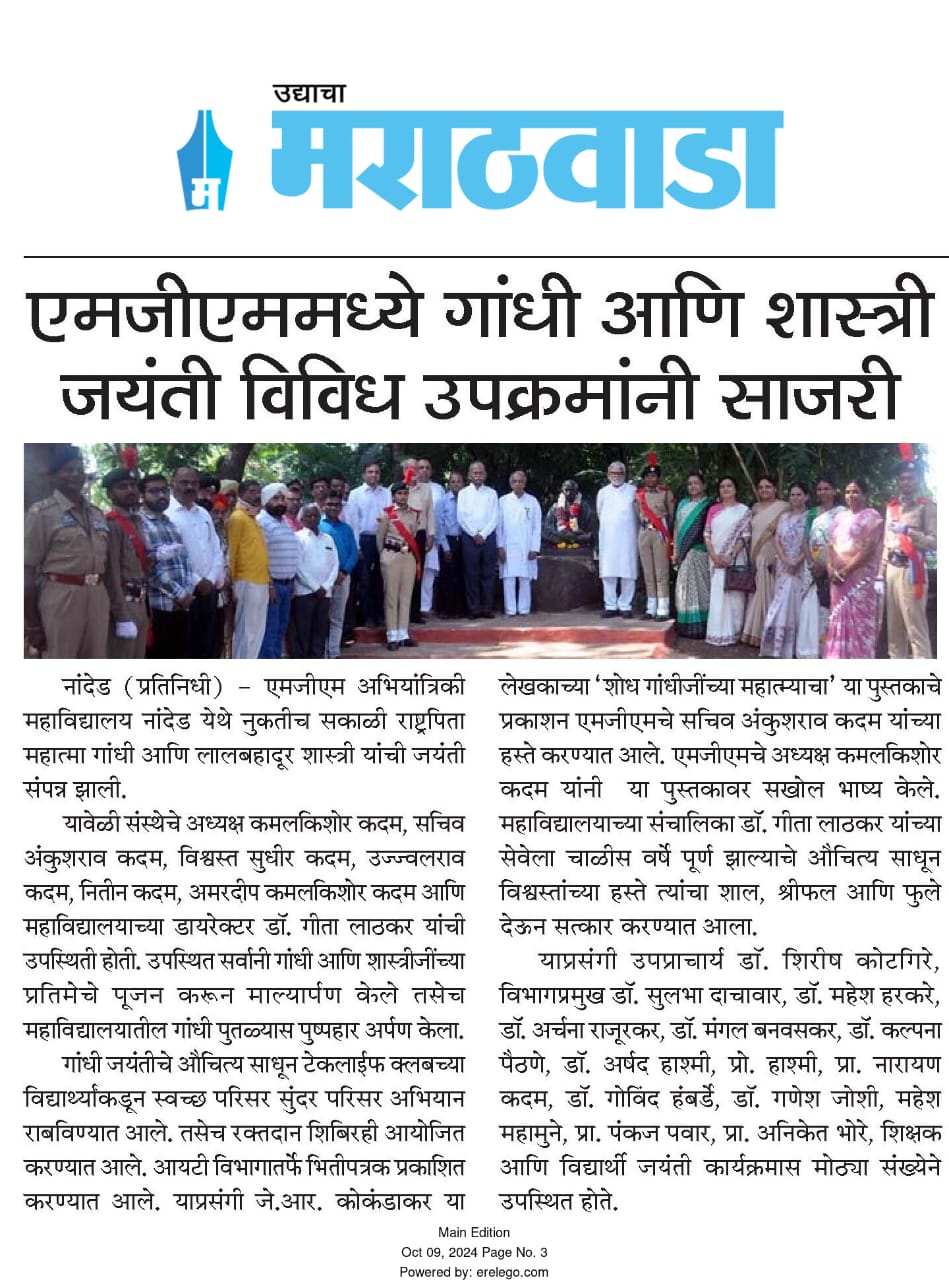 उद्याचा
मराठवाडा
म
एमजीएममध्ये गांधी आणि शास्त्री
जयंती विविध उपक्रमांनी साजरी
नांदेड (प्रतिनिधी) – एमजीएम अभियांत्रिकी
महाविद्यालय नांदेड येथे नुकतीच सकाळी राष्ट्रपिता
महात्मा गांधी आणि लालबहादूर शास्त्री यांची जयंती
संपन्न झाली.
यावेळी संस्थेचे अध्यक्ष कमलकिशोर कदम, सचिव
अंकुशराव कदम, विश्वस्त सुधीर कदम, उज्ज्वलराव
कदम, नितीन कदम, अमरदीप कमलकिशोर कदम आणि
महाविद्यालयाच्या डायरेक्टर डॉ. गीता लाठकर यांची
उपस्थिती होती. उपस्थित सर्वांनी गांधी आणि शास्त्रीजींच्या
प्रतिमेचे पूजन करून माल्यार्पण केले तसेच
महाविद्यालयातील गांधी पुतळ्यास पुष्पहार अर्पण केला.
गांधी जयंतीचे औचित्य साधून टेकलाईफ क्लबच्या
विद्यार्थ्यांकडून स्वच्छ परिसर सुंदर परिसर अभियान
राबविण्यात आले. तसेच रक्तदान शिबिरही आयोजित
करण्यात आले. आयटी विभागातर्फे भितीपत्रक प्रकाशित
करण्यात आले. याप्रसंगी जे.आर. कोकंडाकर या
लेखकाच्या ‘शोध गांधीजींच्या महात्म्याचा’ या पुस्तकाचे
प्रकाशन एमजीएमचे सचिव अंकुशराव कदम यांच्या
हस्ते करण्यात आले. एमजीएमचे अध्यक्ष कमलकिशोर
कदम यांनी या पुस्तकावर सखोल भाष्य केले.
महाविद्यालयाच्या संचालिका डॉ. गीता लाठकर यांच्या
सेवेला चाळीस वर्षे पूर्ण झाल्याचे औचित्य साधून
विश्वस्तांच्या हस्ते त्यांचा शाल, श्रीफल आणि फुले
देऊन सत्कार करण्यात आला.
याप्रसंगी उपप्राचार्य डॉ. शिरीष कोटगिरे,
विभागप्रमुख डॉ. सुलभा दाचावार, डॉ. महेश हरकरे,
डॉ. अर्चना राजूरकर, डॉ. मंगल बनवसकर, डॉ. कल्पना
पैठणे, डॉ. अर्षद हाश्मी, प्रो. हाश्मी, प्रा. नारायण
कदम, डॉ. गोविंद हंबर्डे, डॉ. गणेश जोशी, महेश
महामुने, प्रा. पंकज पवार, प्रा. अनिकेत भोरे, शिक्षक
आणि विद्यार्थी जयंती कार्यक्रमास मोठ्या संख्येने
उपस्थित होते.
Main Edition
Oct 09, 2024 Page No. 3
Powered by: erelego.com